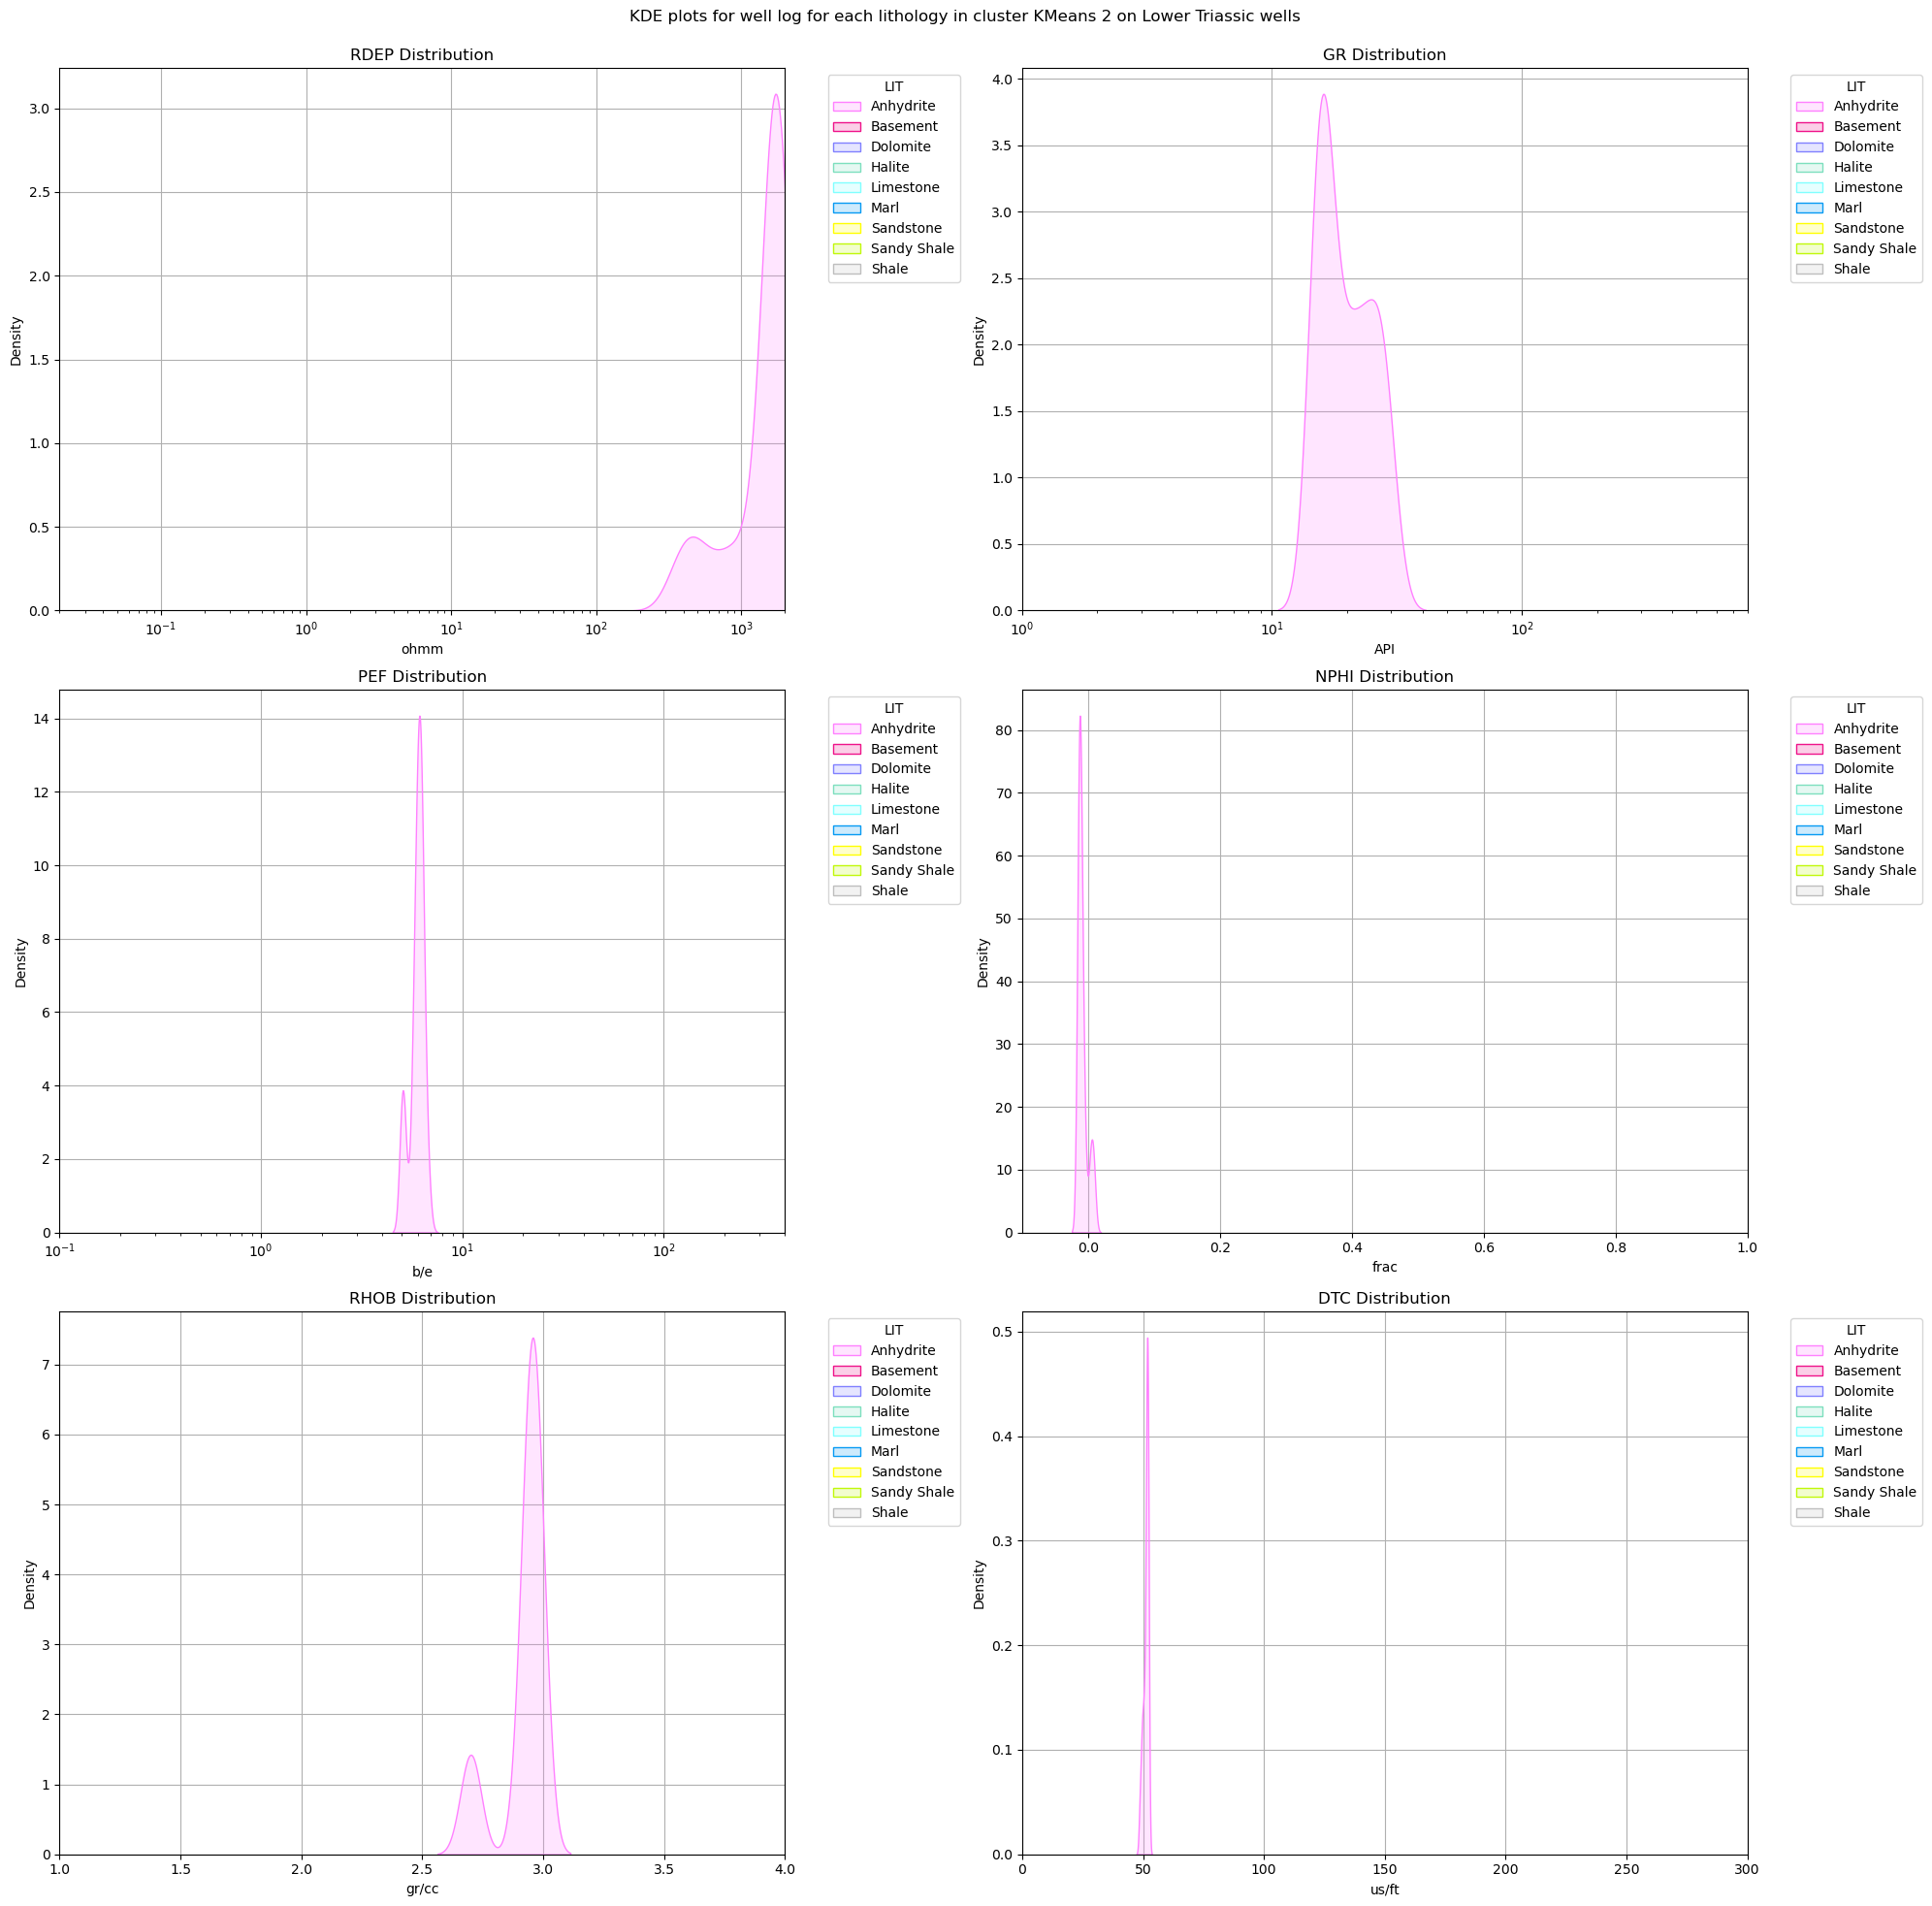 KDE plots for well log for each lithology in cluster KMeans 2 on Lower Triassic wells
RDEP Distribution
Density
3.0
2.5
2.0
1.5
1.0
0.5
0.0
10⁻¹ 10⁰ 10¹ 10² 10³
ohmm
LIT
Anhydrite
Basement
Dolomite
Halite
Limestone
Marl
Sandstone
Sandy Shale
Shale
GR Distribution
Density
4.0
3.5
3.0
2.5
2.0
1.5
1.0
0.5
0.0
10⁰ 10¹ 10²
API
LIT
Anhydrite
Basement
Dolomite
Halite
Limestone
Marl
Sandstone
Sandy Shale
Shale
PEF Distribution
Density
14
12
10
8
6
4
2
0
10⁻¹ 10⁰ 10¹ 10²
b/e
LIT
Anhydrite
Basement
Dolomite
Halite
Limestone
Marl
Sandstone
Sandy Shale
Shale
NPHI Distribution
Density
80
70
60
50
40
30
20
10
0
0.0 0.2 0.4 0.6 0.8 1.0
frac
LIT
Anhydrite
Basement
Dolomite
Halite
Limestone
Marl
Sandstone
Sandy Shale
Shale
RHOB Distribution
Density
7
6
5
4
3
2
1
0
1.0 1.5 2.0 2.5 3.0 3.5 4.0
gr/cc
LIT
Anhydrite
Basement
Dolomite
Halite
Limestone
Marl
Sandstone
Sandy Shale
Shale
DTC Distribution
Density
0.5
0.4
0.3
0.2
0.1
0.0
0 50 100 150 200 250 300
us/ft
LIT
Anhydrite
Basement
Dolomite
Halite
Limestone
Marl
Sandstone
Sandy Shale
Shale